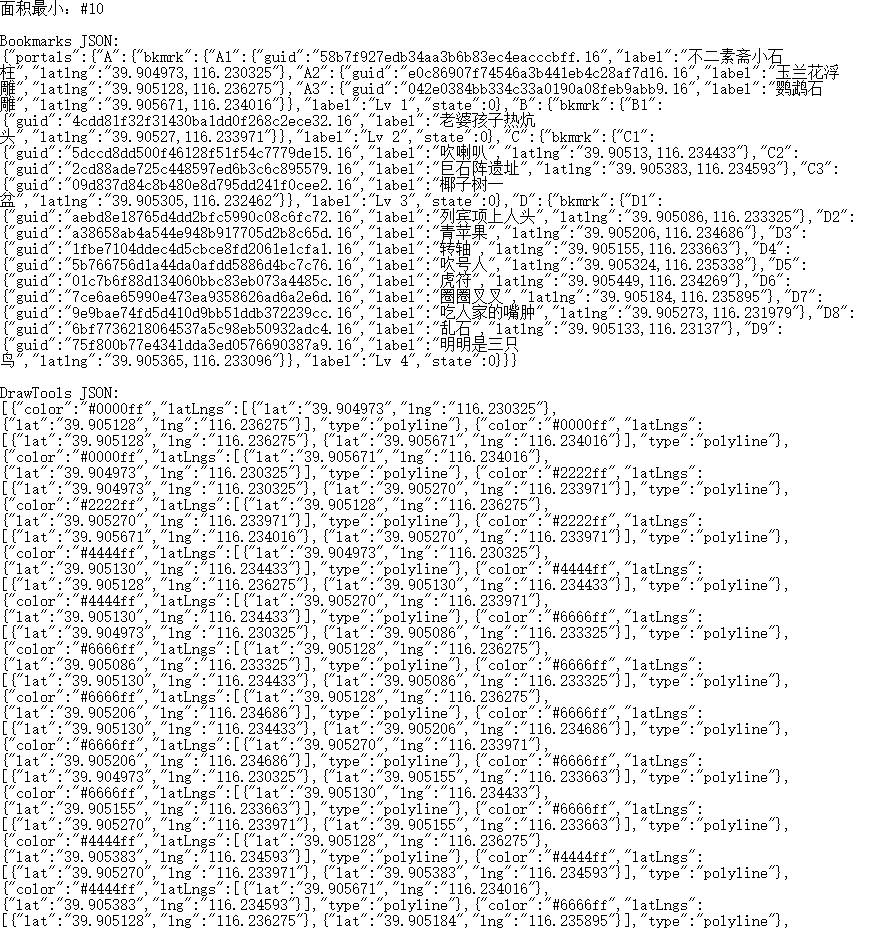 面积最小: #10
Bookmarks JSON:
{"portals":{"A":{"bkmrk":{"A1":{"guid":"58b7f927edb34aa3b6b83ec4eacccbff.16","label":"不二素斋小石
柱","latlng":"39.904973,116.230325"},"A2":{"guid":"e0c86907f74546a3b441eb4c28af7d16.16","label":"玉兰花浮
雕","latlng":"39.905128,116.236275"},"A3":{"guid":"042e0384bb334c33a0190a08feb9abb9.16","label":"鹦鹉石
雕","latlng":"39.905671,116.234016"}},"label":"Lv 1","state":0},"B":{"bkmrk":{"B1":
{"guid":"4cdd81f32f31430ba1dd0f268c2ece32.16","label":"老婆孩子热炕
头","latlng":"39.90527,116.233971"}},"label":"Lv 2","state":0},"C":{"bkmrk":{"C1":
{"guid":"5dccd8dd500f46128f51f54c7779de15.16","label":"吹喇叭","latlng":"39.90513,116.234433"},"C2":
{"guid":"2cd88ade725c448597ed6b3c6c895579.16","label":"巨石阵遗址","latlng":"39.905383,116.234593"},"C3":
{"guid":"09d837d84c8b480e8d795dd241f0cee2.16","label":"椰子树一
盆","latlng":"39.905305,116.232462"}},"label":"Lv 3","state":0},"D":{"bkmrk":{"D1":
{"guid":"aebd8e18765d4dd2bfc5990c08c6fc72.16","label":"列宾项上人头","latlng":"39.905086,116.233325"},"D2":
{"guid":"a38658ab4a544e948b917705d2b8c65d.16","label":"青苹果","latlng":"39.905206,116.234686"},"D3":
{"guid":"1fbe7104ddec4d5cbce8fd2061e1cfa1.16","label":"转轴","latlng":"39.905155,116.233663"},"D4":
{"guid":"5b766756d1a44da0afdd5886d4bc7c76.16","label":"吹号人","latlng":"39.905324,116.235338"},"D5":
{"guid":"01c7b6f88d134060bbc83eb073a4485c.16","label":"虎符","latlng":"39.905449,116.234269"},"D6":
{"guid":"7ce6ae65990e473ea9358626ad6a2e6d.16","label":"圈圈叉叉","latlng":"39.905184,116.235895"},"D7":
{"guid":"9e9bae74fd5d410d9bb51ddb372239cc.16","label":"吃人家的嘴肿","latlng":"39.905273,116.231979"},"D8":
{"guid":"6bf7736218064537a5c98eb50932adc4.16","label":"乱石","latlng":"39.905133,116.23137"},"D9":
{"guid":"75f800b77e4341dda3ed0576690387a9.16","label":"明明是三只
鸟","latlng":"39.905365,116.233096"}},"label":"Lv 4","state":0}}}
DrawTools JSON:
[{"color":"#0000ff","latLngs":[{"lat":"39.904973","lng":"116.230325"},
{"lat":"39.905128","lng":"116.236275"}],"type":"polyline"},{"color":"#0000ff","latLngs":
[{"lat":"39.905128","lng":"116.236275"},{"lat":"39.905671","lng":"116.234016"}],"type":"polyline"},
{"color":"#0000ff","latLngs":[{"lat":"39.905671","lng":"116.234016"},
{"lat":"39.904973","lng":"116.230325"}],"type":"polyline"},{"color":"#2222ff","latLngs":
[{"lat":"39.904973","lng":"116.230325"},{"lat":"39.905270","lng":"116.233971"}],"type":"polyline"},
{"color":"#2222ff","latLngs":[{"lat":"39.905128","lng":"116.236275"},
{"lat":"39.905270","lng":"116.233971"}],"type":"polyline"},{"color":"#2222ff","latLngs":
[{"lat":"39.905671","lng":"116.234016"},{"lat":"39.905270","lng":"116.233971"}],"type":"polyline"},
{"color":"#4444ff","latLngs":[{"lat":"39.904973","lng":"116.230325"},
{"lat":"39.905130","lng":"116.234433"}],"type":"polyline"},{"color":"#4444ff","latLngs":
[{"lat":"39.905128","lng":"116.236275"},{"lat":"39.905130","lng":"116.234433"}],"type":"polyline"},
{"color":"#4444ff","latLngs":[{"lat":"39.905270","lng":"116.233971"},
{"lat":"39.905130","lng":"116.234433"}],"type":"polyline"},{"color":"#6666ff","latLngs":
[{"lat":"39.904973","lng":"116.230325"},{"lat":"39.905086","lng":"116.233325"}],"type":"polyline"},
{"color":"#6666ff","latLngs":[{"lat":"39.905128","lng":"116.236275"},
{"lat":"39.905086","lng":"116.233325"}],"type":"polyline"},{"color":"#6666ff","latLngs":
[{"lat":"39.905130","lng":"116.234433"},{"lat":"39.905086","lng":"116.233325"}],"type":"polyline"},
{"color":"#6666ff","latLngs":[{"lat":"39.905128","lng":"116.236275"},
{"lat":"39.905206","lng":"116.234686"}],"type":"polyline"},{"color":"#6666ff","latLngs":
[{"lat":"39.905130","lng":"116.234433"},{"lat":"39.905206","lng":"116.234686"}],"type":"polyline"},
{"color":"#6666ff","latLngs":[{"lat":"39.905270","lng":"116.233971"},
{"lat":"39.905206","lng":"116.234686"}],"type":"polyline"},{"color":"#6666ff","latLngs":
[{"lat":"39.904973","lng":"116.230325"},{"lat":"39.905155","lng":"116.233663"}],"type":"polyline"},
{"color":"#6666ff","latLngs":[{"lat":"39.905130","lng":"116.234433"},
{"lat":"39.905155","lng":"116.233663"}],"type":"polyline"},{"color":"#6666ff","latLngs":
[{"lat":"39.905270","lng":"116.233971"},{"lat":"39.905155","lng":"116.233663"}],"type":"polyline"},
{"color":"#4444ff","latLngs":[{"lat":"39.905128","lng":"116.236275"},
{"lat":"39.905383","lng":"116.234593"}],"type":"polyline"},{"color":"#4444ff","latLngs":
[{"lat":"39.905270","lng":"116.233971"},{"lat":"39.905383","lng":"116.234593"}],"type":"polyline"},
{"color":"#4444ff","latLngs":[{"lat":"39.905671","lng":"116.234016"},
{"lat":"39.905383","lng":"116.234593"}],"type":"polyline"},{"color":"#6666ff","latLngs":
[{"lat":"39.905128","lng":"116.236275"},{"lat":"39.905184","lng":"116.235895"}],"type":"polyline"},